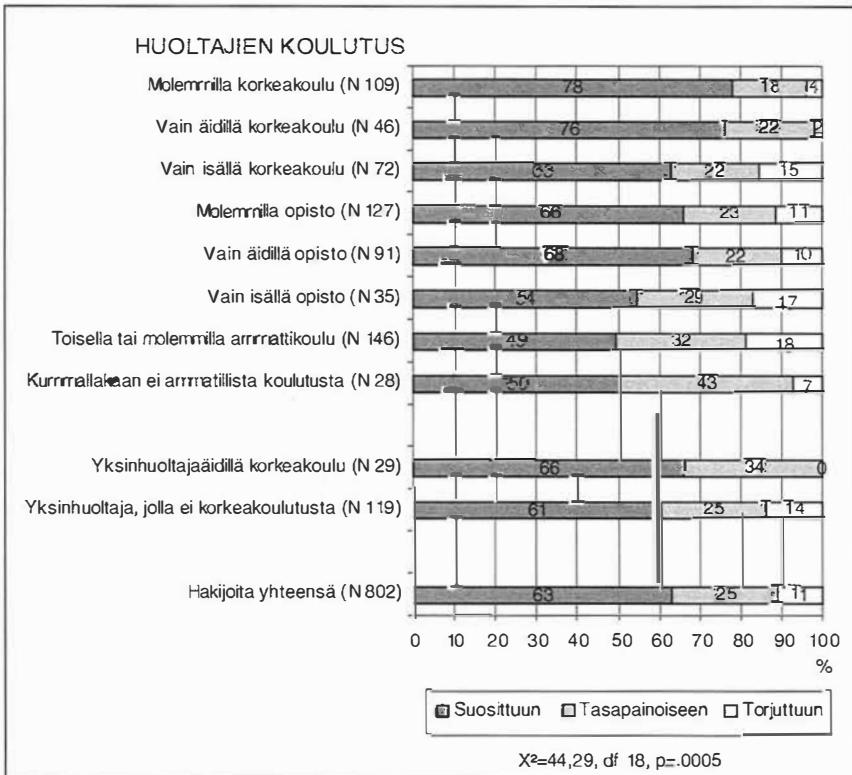 HUOLTAJIEN KOULUTUS
Molemmilla korkeakoulu (N 109) 78 18 4
Vain äidillä korkeakoulu (N 46) 76 22 2
Vain isällä korkeakoulu (N 72) 63 22 15
Molemmilla opisto (N 127) 66 23 11
Vain äidillä opisto (N 91) 68 22 10
Vain isällä opisto (N 35) 54 29 17
Toisella tai molemmilla ammattikoulu (N 146) 49 32 18
Kummallakaan ei ammatillista koulutusta (N 28) 50 43 7
Yksinhuoltajaäidillä korkeakoulu (N 29) 66 34 0
Yksinhuoltaja, jolla ei korkeakoulutusta (N 119) 61 25 14
Hakijoita yhteensä (N 802) 63 25 11
0 10 20 30 40 50 60 70 80 90 100
%
Suosittuun Tasapainoiseen Torjuttuun
X²=44,29, df 18, p=.0005